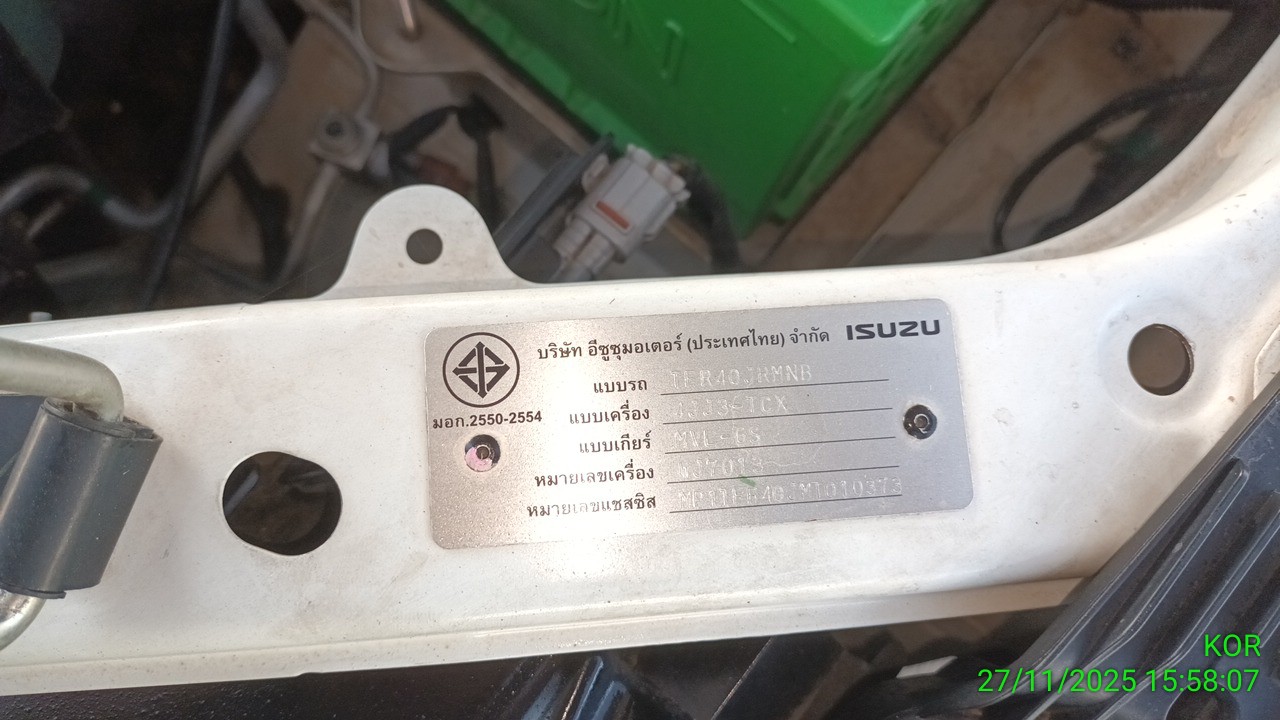 บริษัท อีซูซุมอเตอร์ (ประเทศไทย) จำกัด ISUZU
มอก.2550-2554
แบบรถ TFR40JRMNB
แบบเครื่อง
แบบเกียร์ MVL-6S
หมายเลขเครื่อง
หมายเลขแชสซิส
KOR
27/11/2025 15:58:07